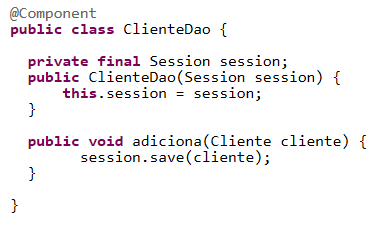 @Component
public class ClienteDao {
private final Session session;
public ClienteDao(Session session) {
this.session = session;
}
public void adiciona(Cliente cliente) {
session.save(cliente);
}
}